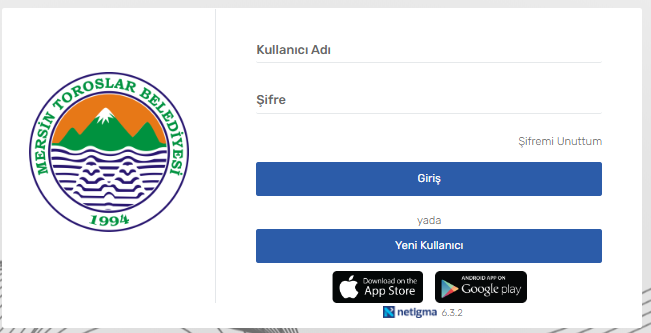 MERSİN TOROSLAR BELEDİYESİ
1994
Kullanıcı Adı
Şifre
Şifremi Unuttum
Giriş
yada
Yeni Kullanıcı
Download on the
App Store
ANDROID APP ON
Google play
netigma 6.3.2